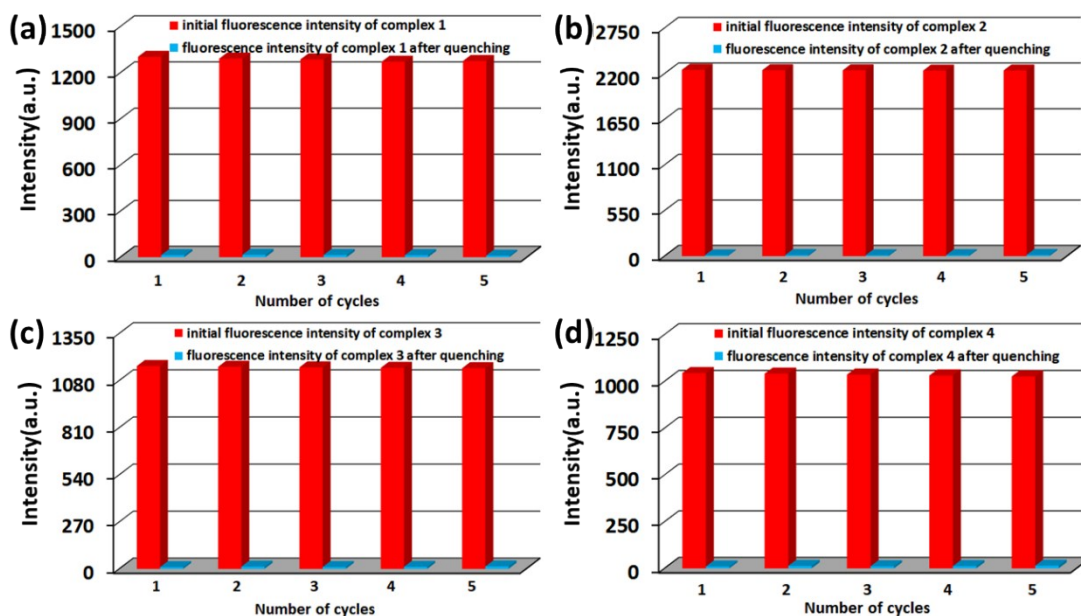 (a)
initial fluorescence intensity of complex 1
fluorescence intensity of complex 1 after quenching
Intensity(a.u.)
1500
1200
900
600
300
0
1 2 3 4 5
Number of cycles
(b)
initial fluorescence intensity of complex 2
fluorescence intensity of complex 2 after quenching
Intensity(a.u.)
2750
2200
1650
1100
550
0
1 2 3 4 5
Number of cycles
(c)
initial fluorescence intensity of complex 3
fluorescence intensity of complex 3 after quenching
Intensity(a.u.)
1350
1080
810
540
270
0
1 2 3 4 5
Number of cycles
(d)
initial fluorescence intensity of complex 4
fluorescence intensity of complex 4 after quenching
Intensity(a.u.)
1250
1000
750
500
250
0
1 2 3 4 5
Number of cycles